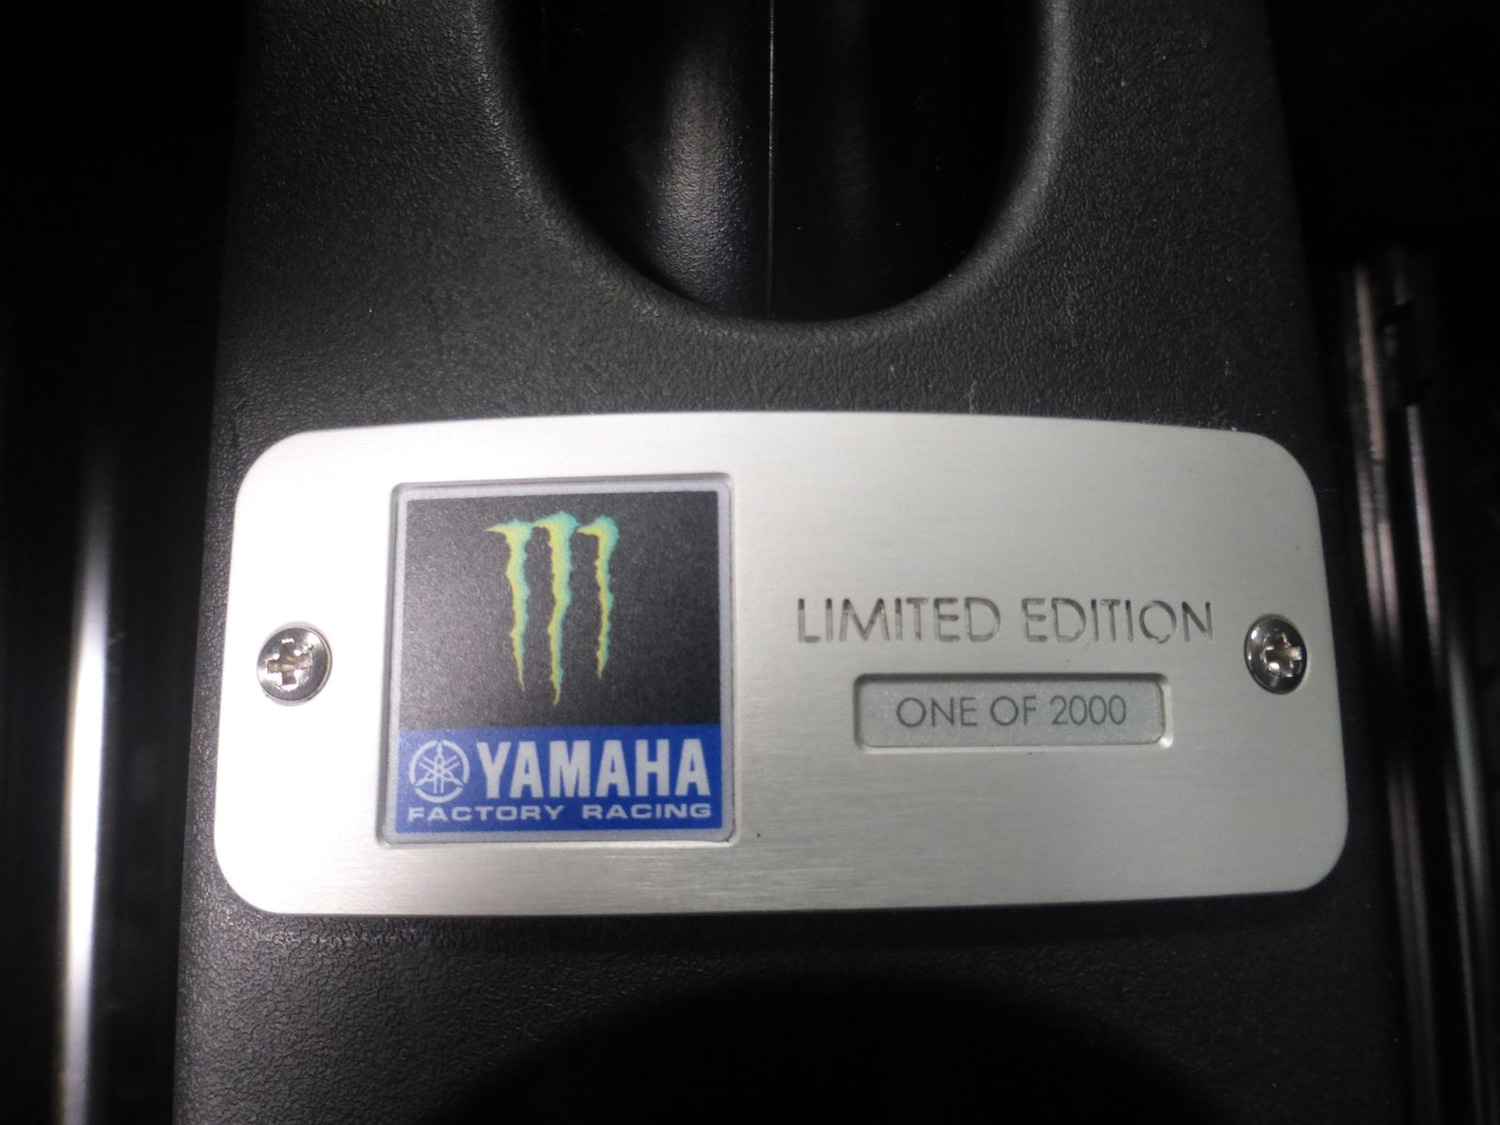 YAMAHA
FACTORY RACING
LIMITED EDITION
ONE OF 2000